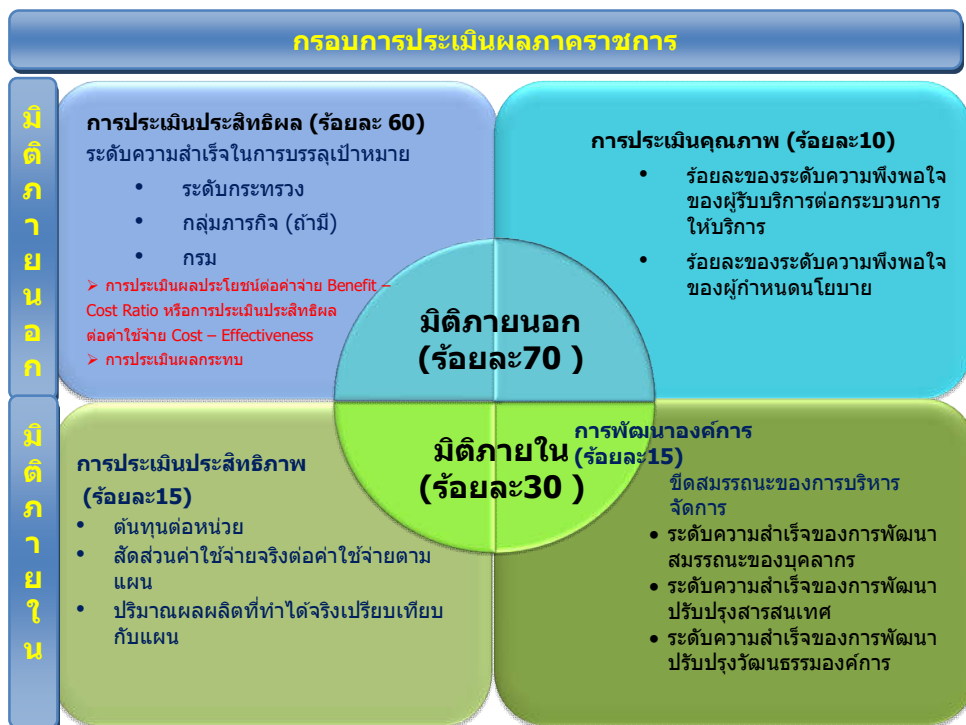 กรอบการประเมินผลภาคราชการ
มิติภายนอก
การประเมินประสิทธิผล (ร้อยละ 60)
ระดับความสำเร็จในการบรรลุเป้าหมาย
• ระดับกระทรวง
• กลุ่มภารกิจ (ถ้ามี)
• กรม
➢ การประเมินผลประโยชน์ต่อค่าจ่าย Benefit –
Cost Ratio หรือการประเมินประสิทธิผล
ต่อค่าใช้จ่าย Cost – Effectiveness
➢ การประเมินผลกระทบ
การประเมินคุณภาพ (ร้อยละ10)
• ร้อยละของระดับความพึงพอใจ
ของผู้รับบริการต่อกระบวนการ
ให้บริการ
• ร้อยละของระดับความพึงพอใจ
ของผู้กำหนดนโยบาย
มิติภายนอก
(ร้อยละ70 )
มิติภายใน
(ร้อยละ30 )
มิติภายใน
การประเมินประสิทธิภาพ
(ร้อยละ15)
• ต้นทุนต่อหน่วย
• สัดส่วนค่าใช้จ่ายจริงต่อค่าใช้จ่ายตาม
แผน
• ปริมาณผลผลิตที่ทำได้จริงเปรียบเทียบ
กับแผน
การพัฒนาองค์การ
(ร้อยละ15)
ขีดสมรรถนะของการบริหาร
จัดการ
• ระดับความสำเร็จของการพัฒนา
สมรรถนะของบุคลากร
• ระดับความสำเร็จของการพัฒนา
ปรับปรุงสารสนเทศ
• ระดับความสำเร็จของการพัฒนา
ปรับปรุงวัฒนธรรมองค์การ